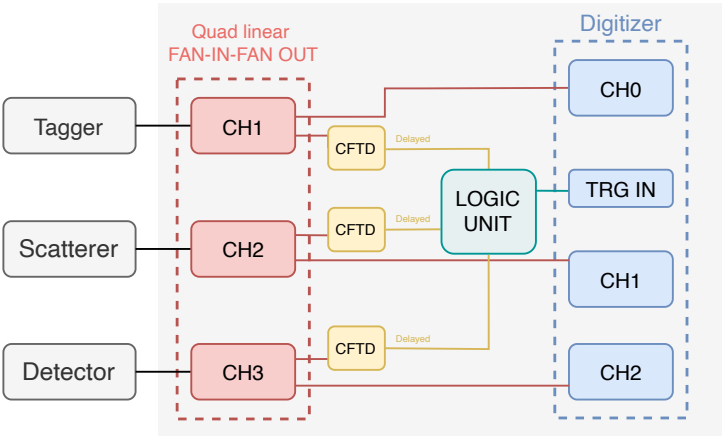 Quad linear
FAN-IN-FAN OUT
Digitizer
Tagger
CH1
CH0
CFTD
Delayed
LOGIC
UNIT
TRG IN
Scatterer
CH2
CFTD
Delayed
CH1
Detector
CH3
CFTD
Delayed
CH2